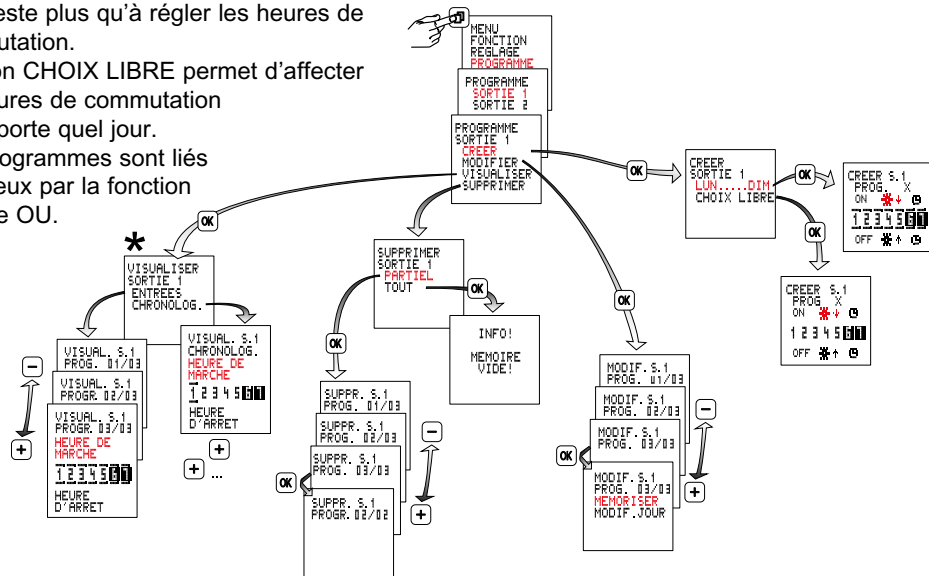 este plus qu'à régler les heures de
utation.
on CHOIX LIBRE permet d'affecter
ures de commutation
porte quel jour.
rogrammes sont liés
eux par la fonction
e OU.
MENU
FONCTION
REGLAGE
PROGRAMME
PROGRAMME
SORTIE 1
SORTIE 2
PROGRAMME
SORTIE 1
CREER
MODIFIER
VISUALISER
SUPPRIMER
OK
CREER
SORTIE 1
LUN.....DIM
CHOIX LIBRE
OK
OK
CREER S.1
PROG. X
ON
1 2 3 4 5 6 7
OFF
CREER S.1
PROG X
ON
1 2 3 4 5 6 7
OFF
OK
*
VISUALISER
SORTIE 1
ENTREES
CHRONOLOG.
VISUAL. S.1
PROG. 01/03
VISUAL. S.1
PROGR. 02/03
VISUAL. S.1
PROGR. 03/03
HEURE DE
MARCHE
1 2 3 4 5 6 7
HEURE
D'ARRET
-
+
VISUAL. S.1
CHRONOLOG.
HEURE DE
MARCHE
1 2 3 4 5 6 7
HEURE
D'ARRET
+
+ ...
SUPPRIMER
SORTIE 1
PARTIEL
TOUT
OK
OK
INFO!
MEMOIRE
VIDE!
SUPPR. S.1
PROG. 01/03
SUPPR. S.1
PROG. 02/03
SUPPR. S.1
PROG. 03/03
OK
SUPPR. S.1
PROGR. 02/02
-
+
OK
MODIF. S.1
PROG. 01/03
MODIF. S.1
PROG. 02/03
MODIF. S.1
PROG. 03/03
OK
MODIF. S.1
PROG. 03/03
MEMORISER
MODIF.JOUR
-
+